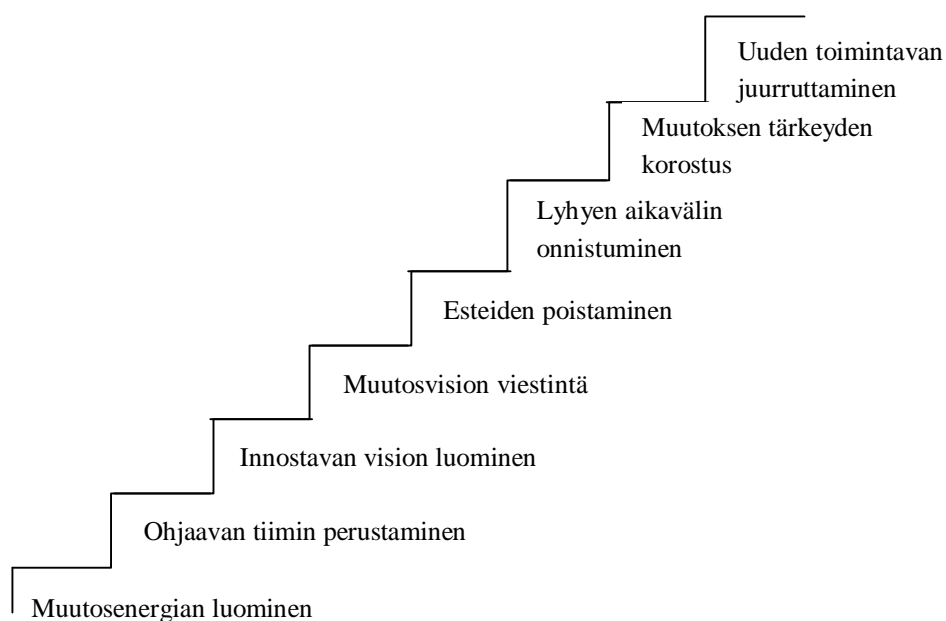 Uuden toimintavan
juurruttaminen
Muutoksen tärkeyden
korostus
Lyhyen aikavälin
onnistuminen
Esteiden poistaminen
Muutosvision viestintä
Innostavan vision luominen
Ohjaavan tiimin perustaminen
Muutosenergian luominen